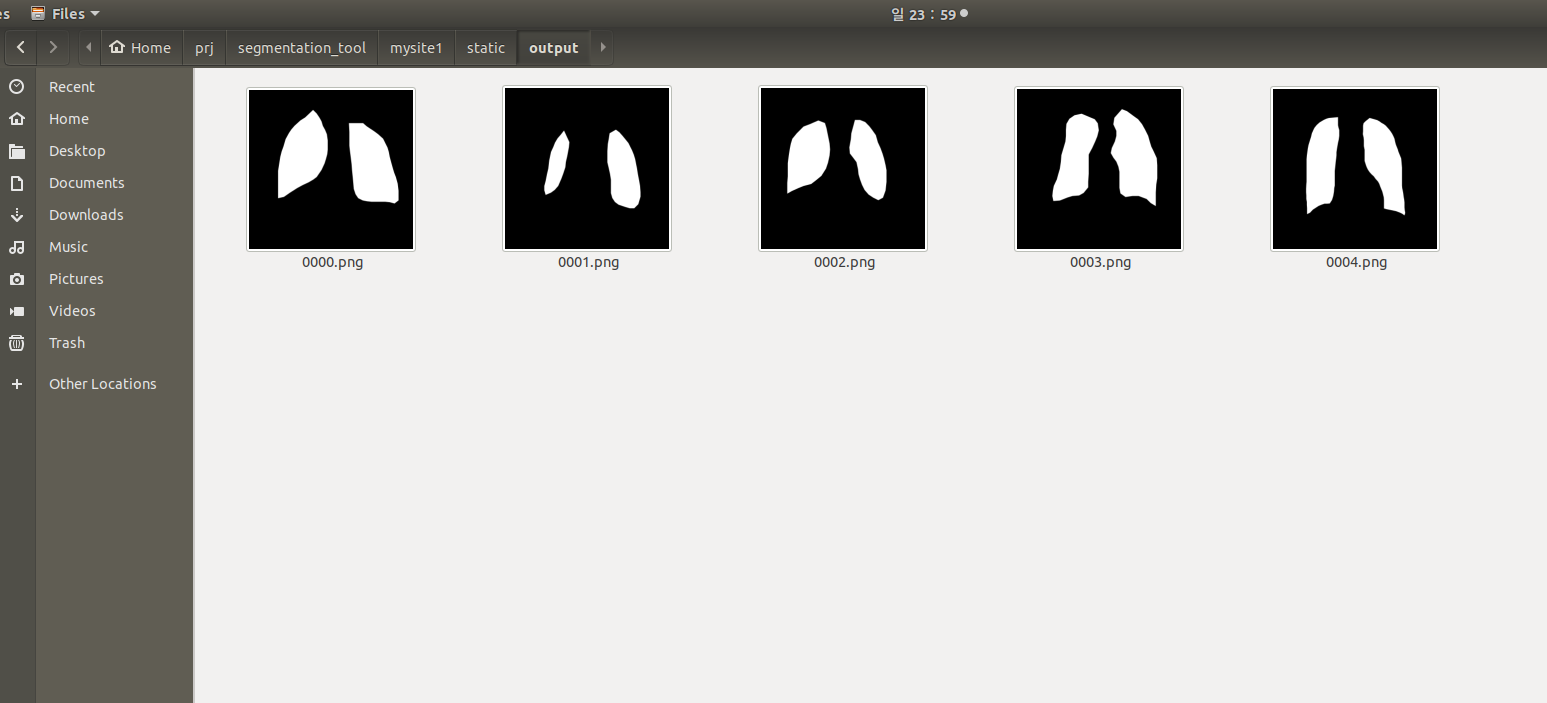 es Files 일 23 : 59
Home prj segmentation_tool mysite1 static output
Recent
Home
Desktop
Documents
Downloads
Music
Pictures
Videos
Trash
Other Locations
0000.png 0001.png 0002.png 0003.png 0004.png